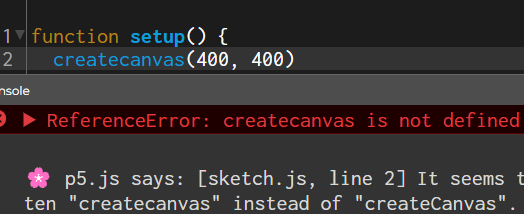 1 function setup() {
2 createcanvas(400, 400)
nsole
ReferenceError: createcanvas is not defined
🌸 p5.js says: [sketch.js, line 2] It seems t
ten "createcanvas" instead of "createCanvas".